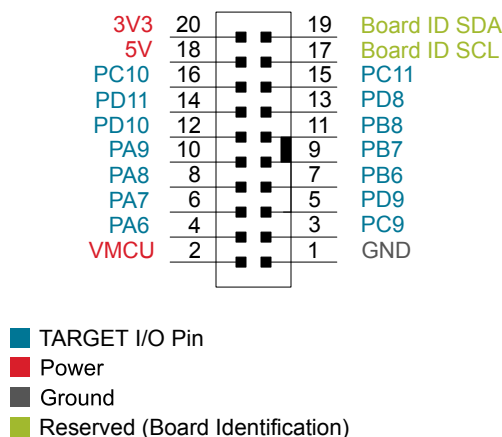 3V3 20 19 Board ID SDA
5V 18 17 Board ID SCL
PC10 16 15 PC11
PD11 14 13 PD8
PD10 12 11 PB8
PA9 10 9 PB7
PA8 8 7 PB6
PA7 6 5 PD9
PA6 4 3 PC9
VMCU 2 1 GND
TARGET I/O Pin
Power
Ground
Reserved (Board Identification)